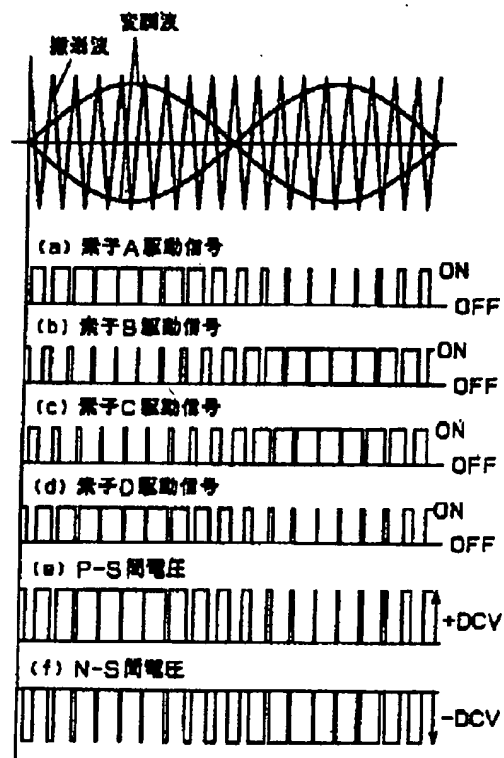 変調波
搬送波
(a) 素子A駆動信号
ON
OFF
(b) 素子B駆動信号
ON
OFF
(c) 素子C駆動信号
ON
OFF
(d) 素子D駆動信号
ON
OFF
(e) P-S間電圧
+DCV
(f) N-S間電圧
-DCV